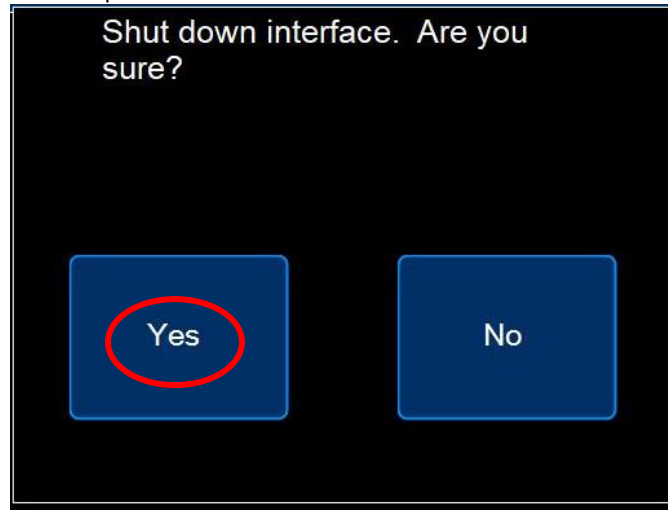 Shut down interface. Are you
sure?
Yes
No